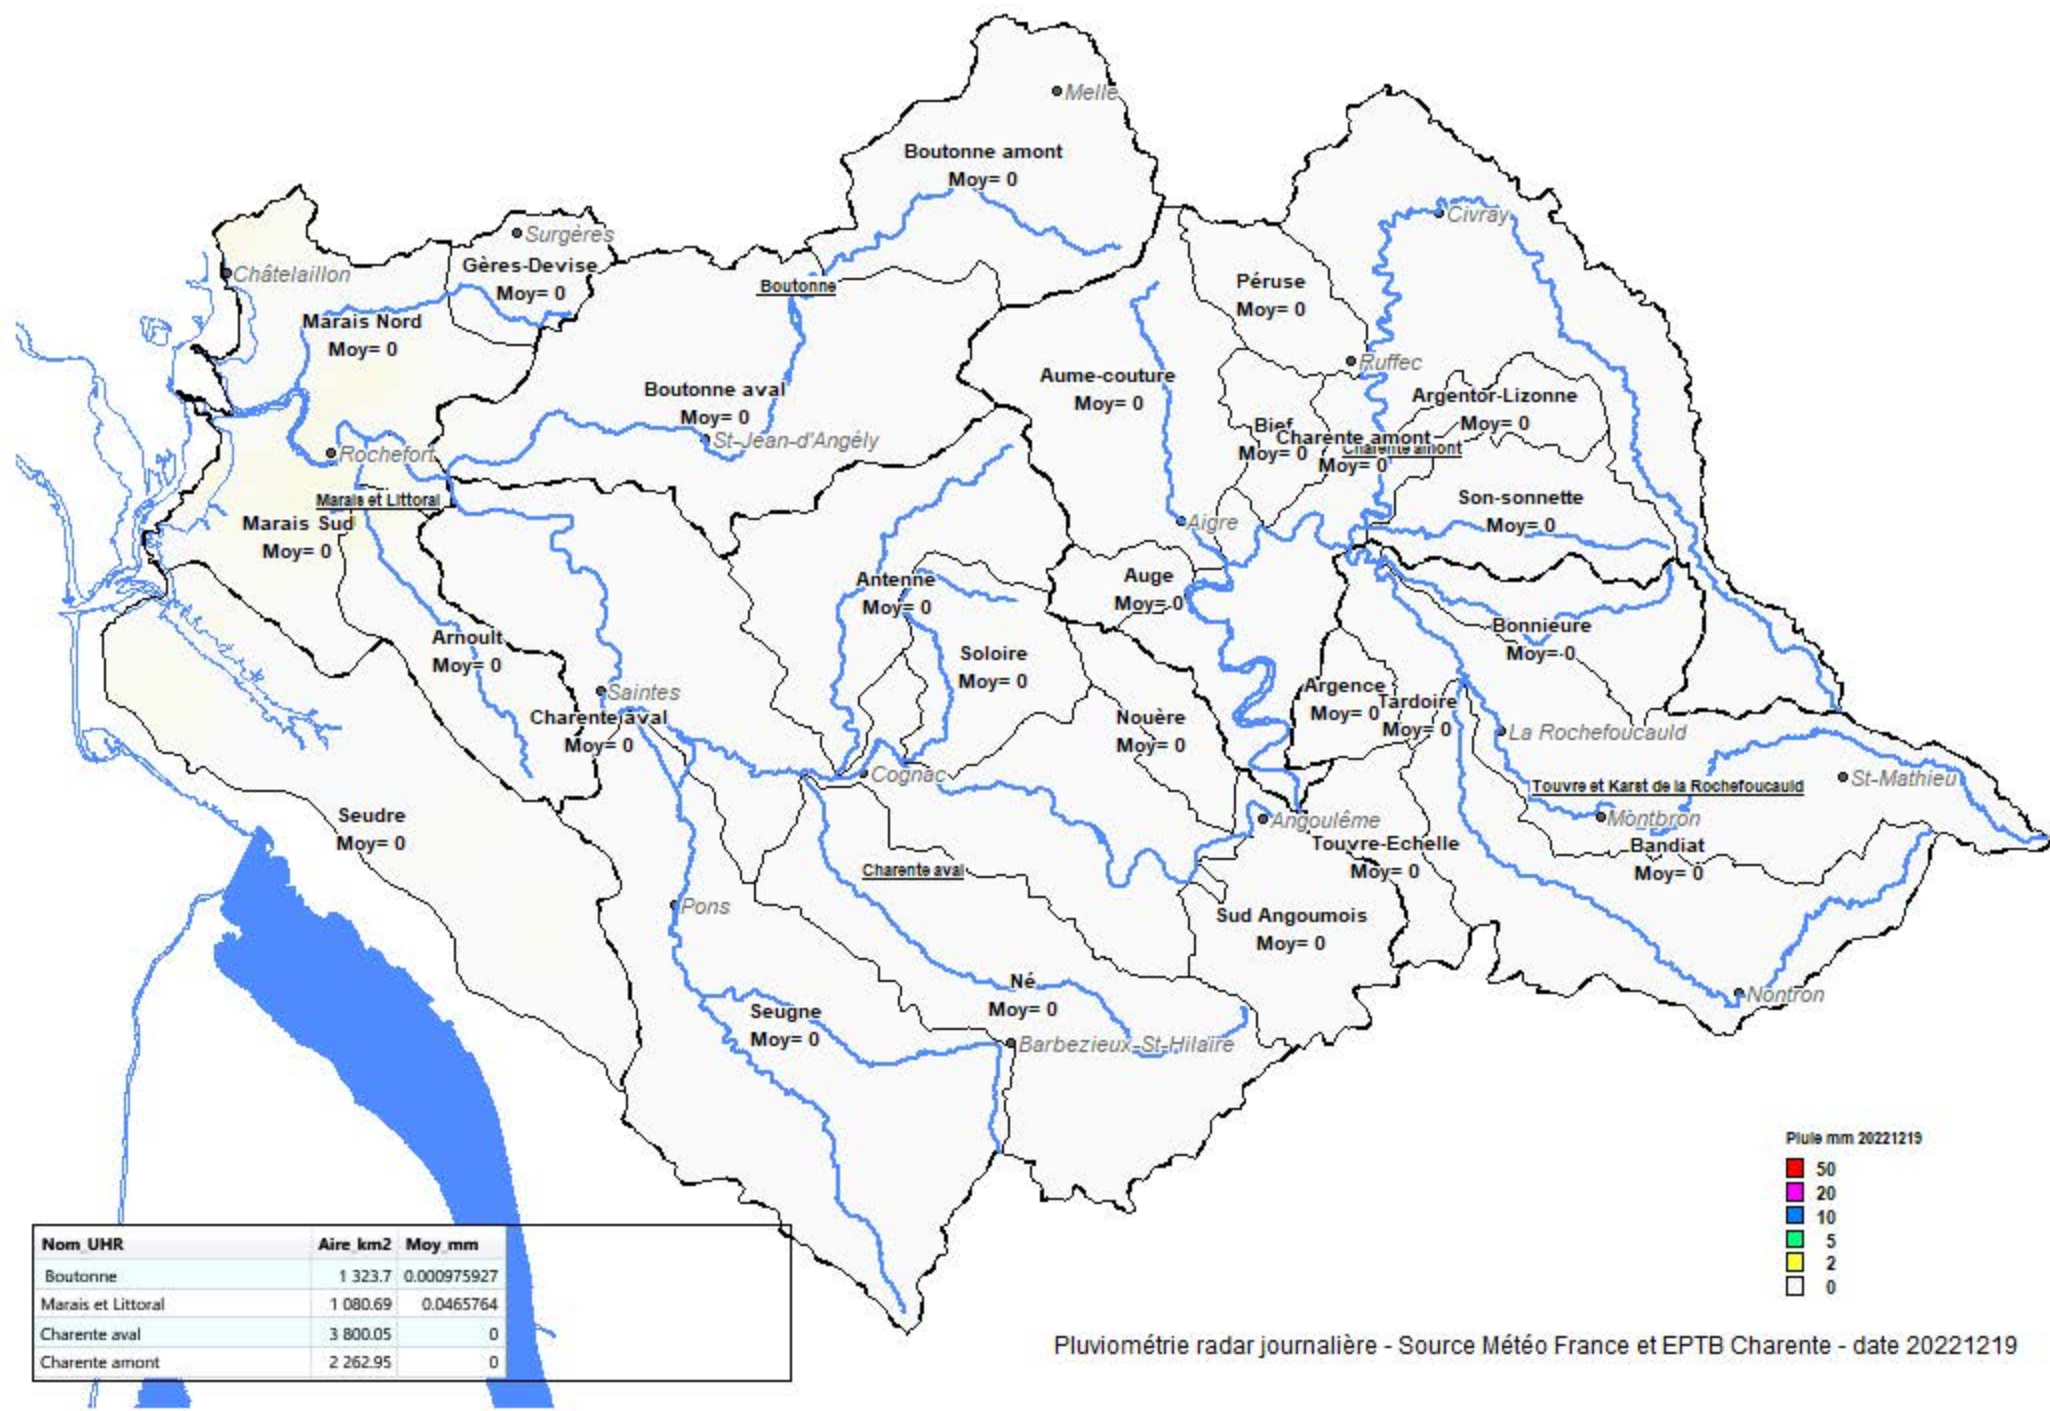 Melle
Boutonne amont
Moy= 0
Civray
Surgères
Châtelaillon
Gères-Devise
Moy= 0
Boutonne
Péruse
Moy= 0
Marais Nord
Moy= 0
Ruffec
Boutonne aval
Moy= 0
Aume-couture
Moy= 0
Argentor-Lizonne
Moy= 0
St-Jean-d'Angély
Bief
Moy= 0
Charente amont
Moy= 0
Charente amont
Rochefort
Marais et Littoral
Marais Sud
Moy= 0
Son-sonnette
Moy= 0
Aigre
Antenne
Moy= 0
Auge
Moy= 0
Arnoult
Moy= 0
Soloire
Moy= 0
Bonnieure
Moy= 0
Saintes
Charente aval
Moy= 0
Nouère
Moy= 0
Argence
Moy= 0
Tardoire
Moy= 0
La Rochefoucauld
Cognac
Touvre et Karst de la Rochefoucauld
St-Mathieu
Seudre
Moy= 0
Angoulême
Montbron
Touvre-Echelle
Moy= 0
Bandiat
Moy= 0
Charente aval
Pons
Sud Angoumois
Moy= 0
Né
Moy= 0
Nontron
Seugne
Moy= 0
Barbezieux-St-Hilaire
Pluie mm 20221219
50
20
10
5
2
0
Nom_UHR Aire_km2 Moy_mm
Boutonne 1 323.7 0.000975927
Marais et Littoral 1 080.69 0.0465764
Charente aval 3 800.05 0
Charente amont 2 262.95 0
Pluviométrie radar journalière - Source Météo France et EPTB Charente - date 20221219